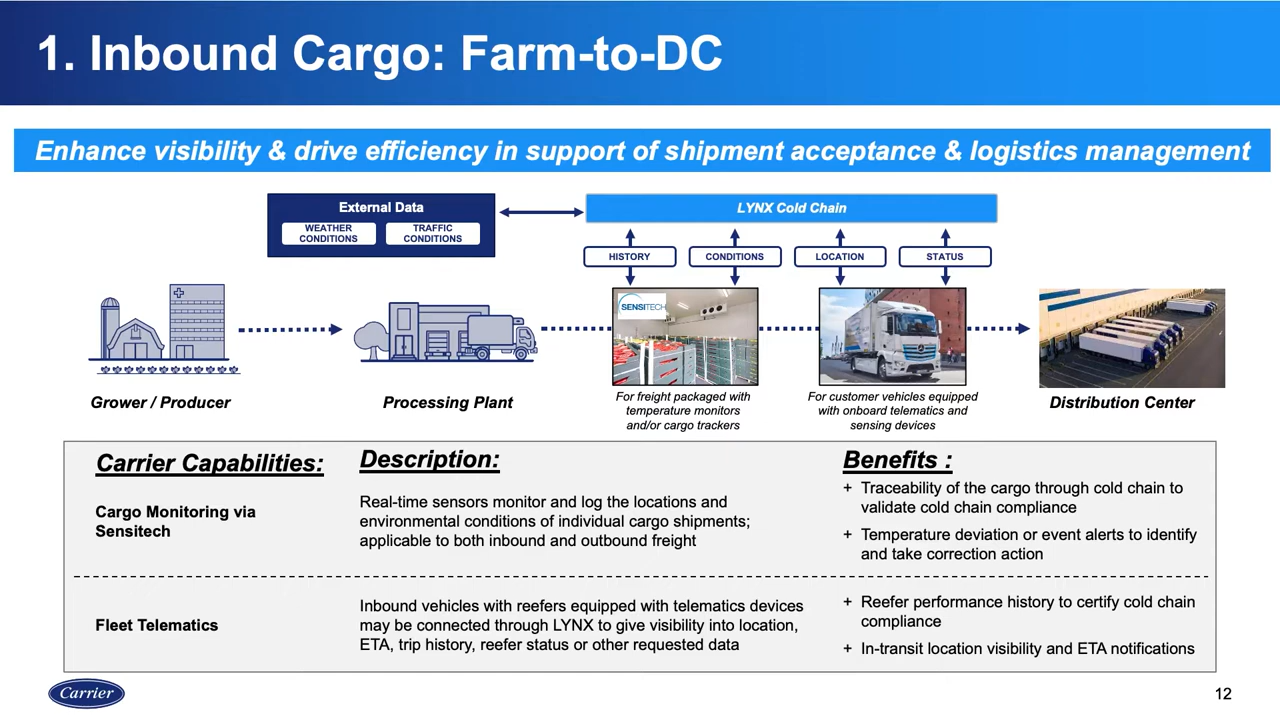 1. Inbound Cargo: Farm-to-DC
Enhance visibility & drive efficiency in support of shipment acceptance & logistics management
External Data
WEATHER
CONDITIONS
TRAFFIC
CONDITIONS
LYNX Cold Chain
HISTORY
CONDITIONS
LOCATION
STATUS
SENSITECH
Grower / Producer
Processing Plant
For freight packaged with
temperature monitors
and/or cargo trackers
For customer vehicles equipped
with onboard telematics and
sensing devices
Distribution Center
Carrier Capabilities:
Description:
Benefits :
Cargo Monitoring via
Sensitech
Real-time sensors monitor and log the locations and
environmental conditions of individual cargo shipments;
applicable to both inbound and outbound freight
+ Traceability of the cargo through cold chain to
validate cold chain compliance
+ Temperature deviation or event alerts to identify
and take correction action
Fleet Telematics
Inbound vehicles with reefers equipped with telematics devices
may be connected through LYNX to give visibility into location,
ETA, trip history, reefer status or other requested data
+ Reefer performance history to certify cold chain
compliance
+ In-transit location visibility and ETA notifications
Carrier
12